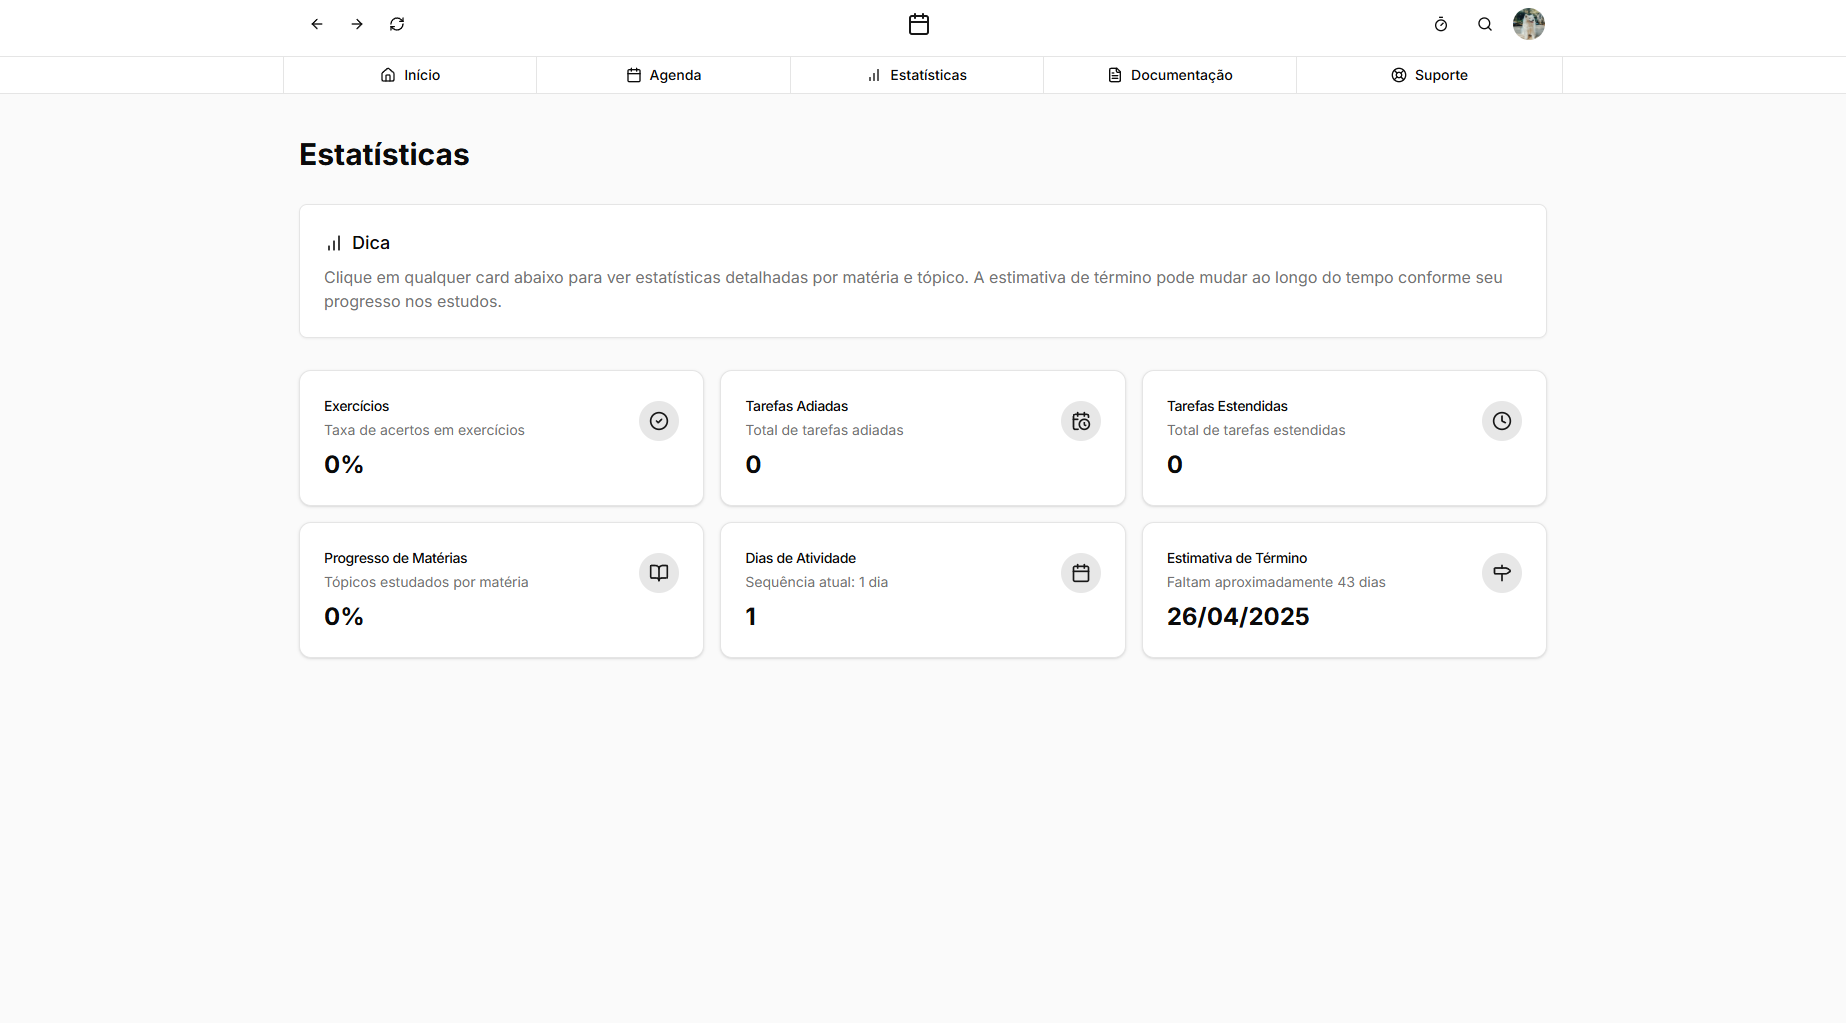 Início
Agenda
Estatísticas
Documentação
Suporte
Estatísticas
Dica
Clique em qualquer card abaixo para ver estatísticas detalhadas por matéria e tópico. A estimativa de término pode mudar ao longo do tempo conforme seu
progresso nos estudos.
Exercícios
Taxa de acertos em exercícios
0%
Tarefas Adiadas
Total de tarefas adiadas
0
Tarefas Estendidas
Total de tarefas estendidas
0
Progresso de Matérias
Tópicos estudados por matéria
0%
Dias de Atividade
Sequência atual: 1 dia
1
Estimativa de Término
Faltam aproximadamente 43 dias
26/04/2025